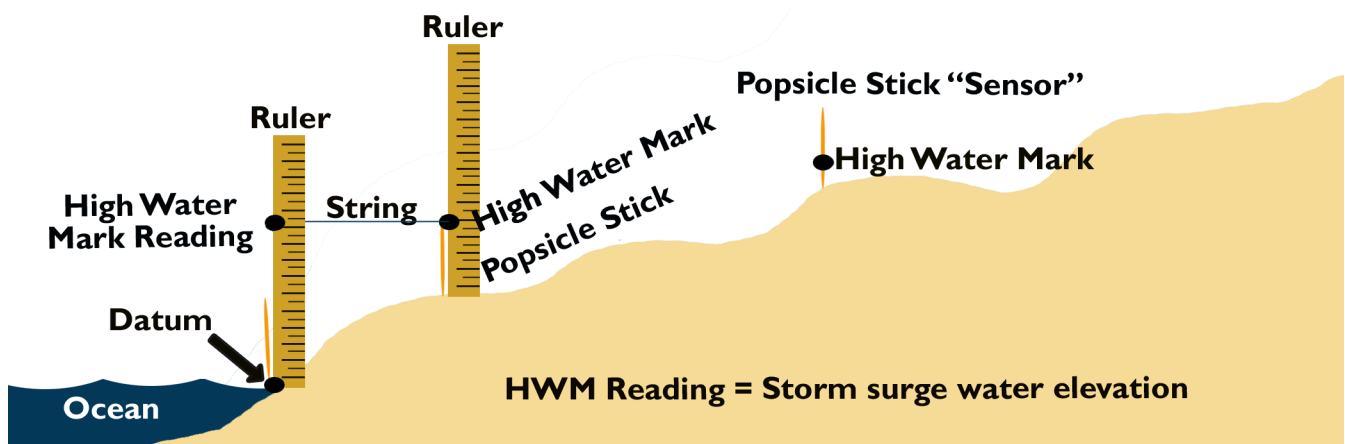 Ruler
Ruler
Popsicle Stick “Sensor”
High Water Mark
High Water Mark
Popsicle Stick
High Water
Mark Reading
String
Datum
Ocean
HWM Reading = Storm surge water elevation